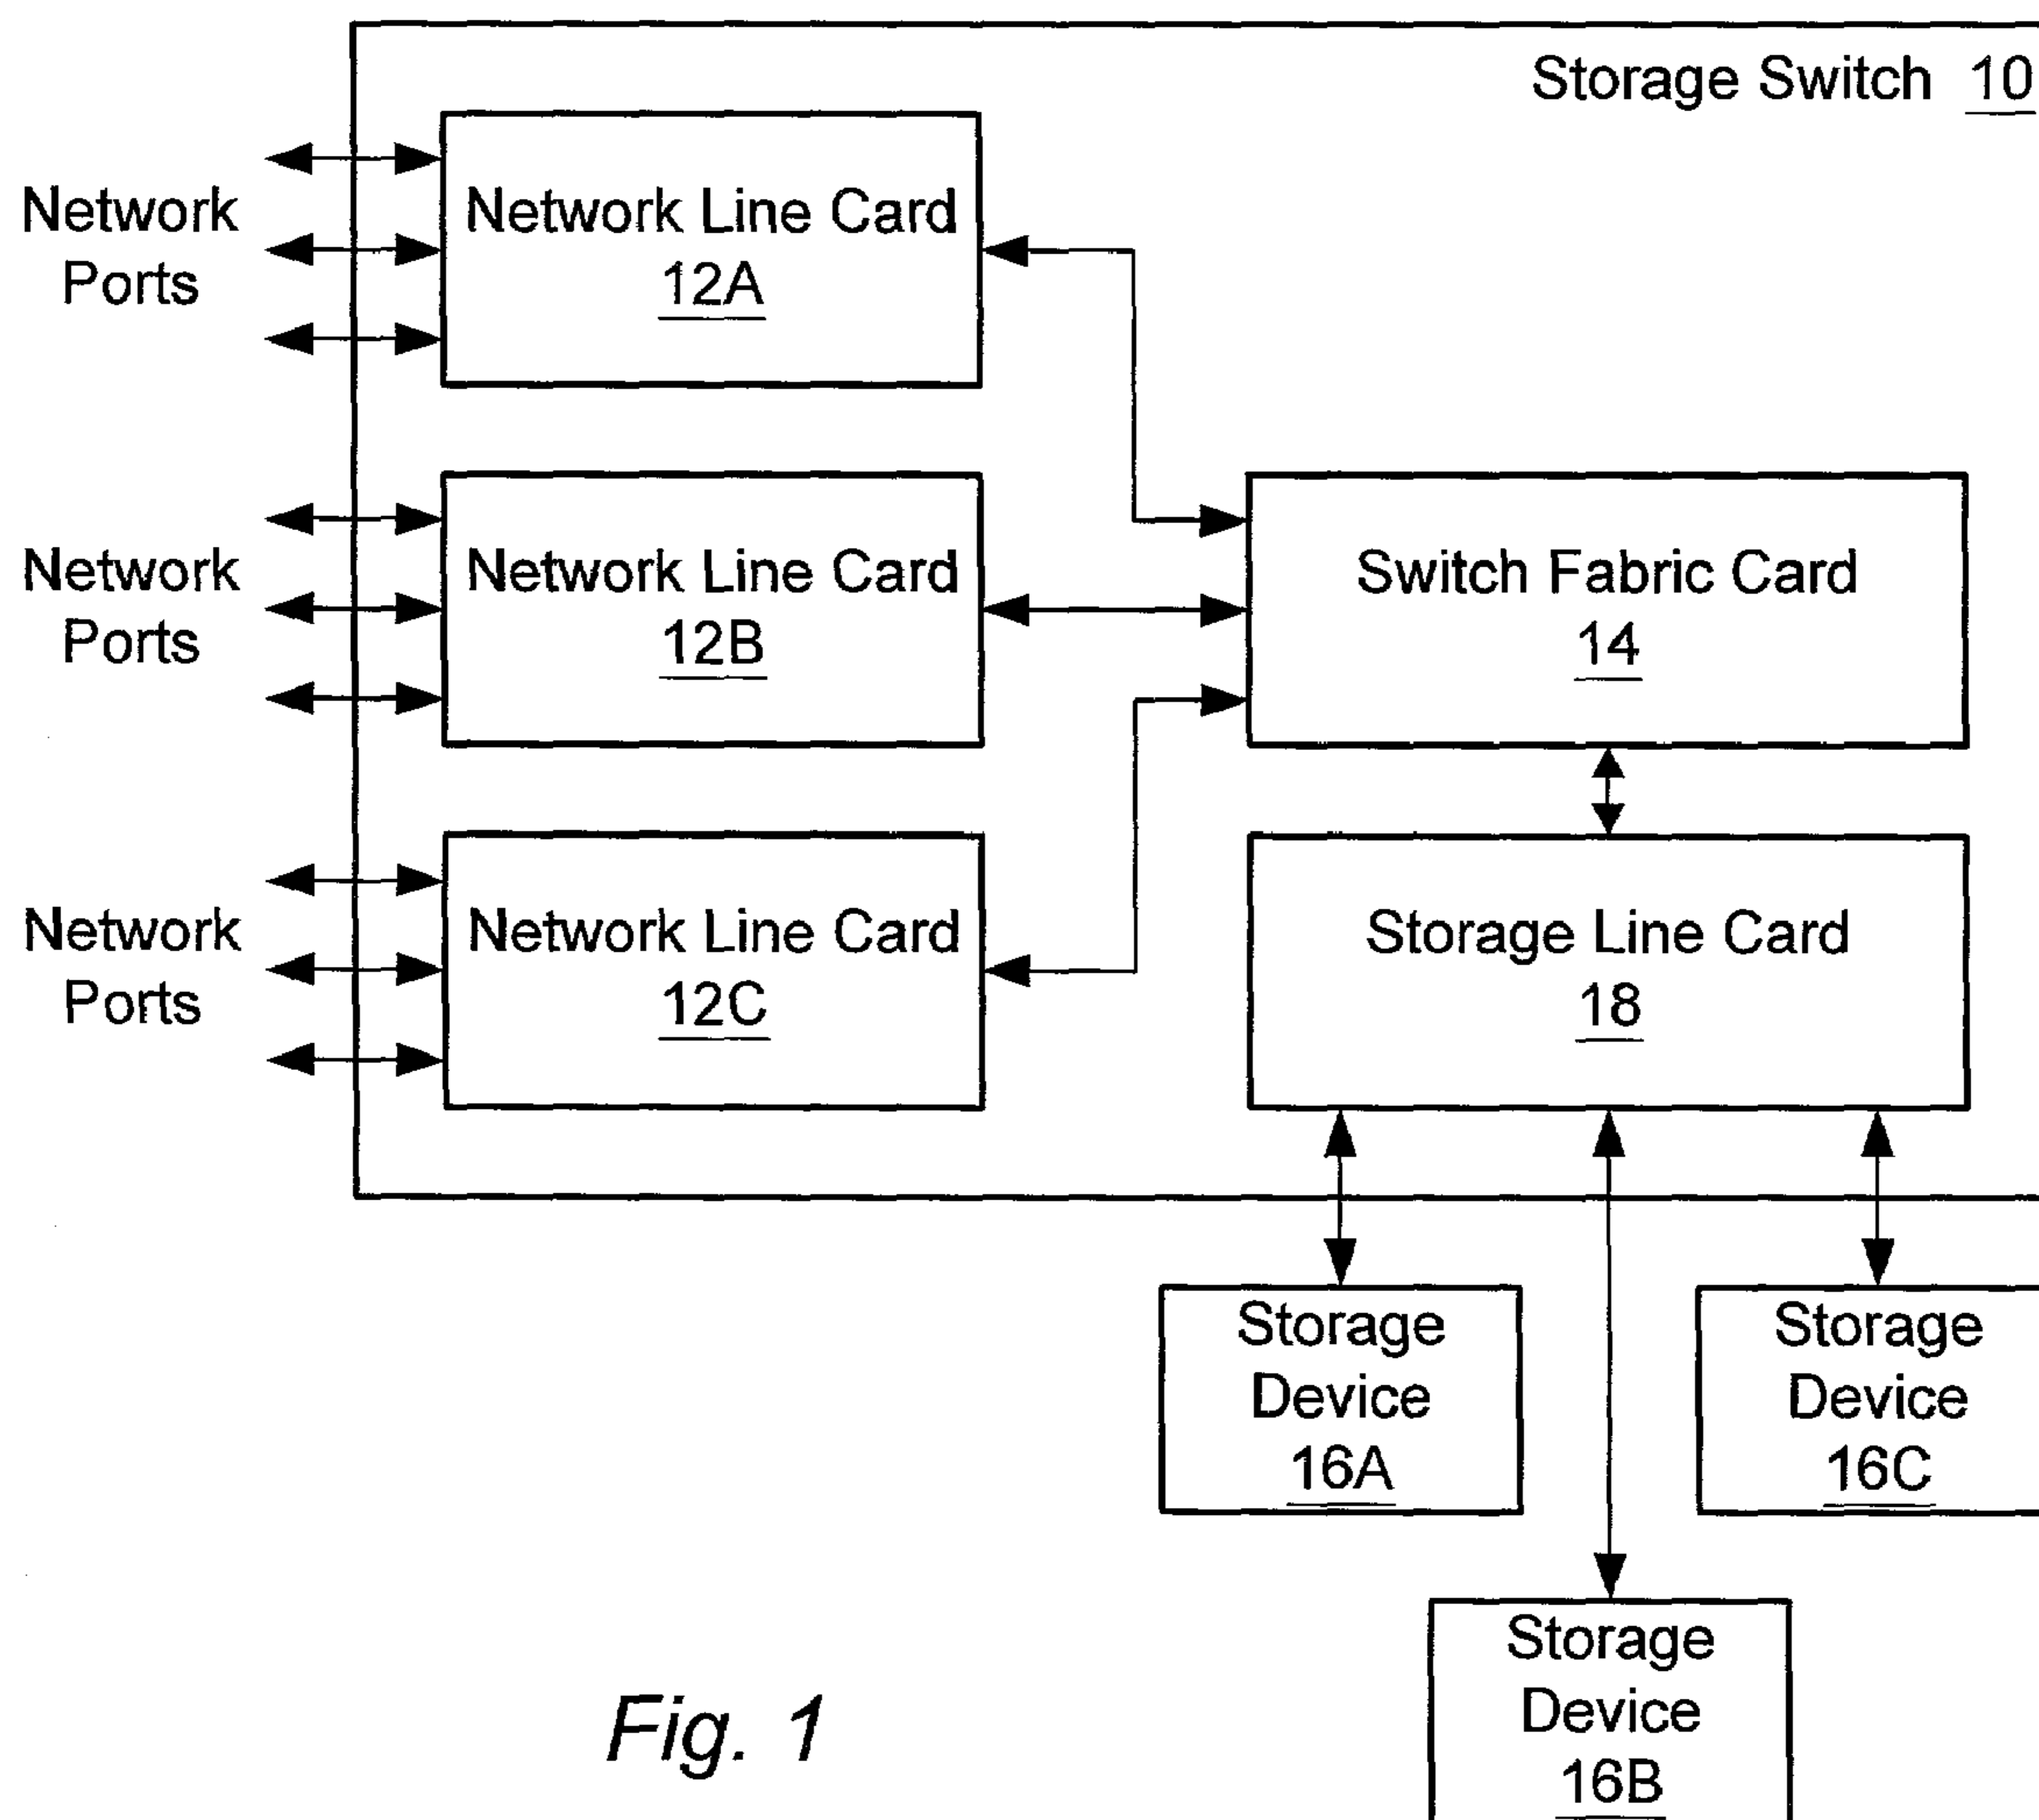 Storage Switch 10
Network
Ports
Network Line Card
12A
Network
Ports
Network Line Card
12B
Switch Fabric Card
14
Network
Ports
Network Line Card
12C
Storage Line Card
18
Storage
Device
16A
Storage
Device
16C
Storage
Device
16B
Fig. 1